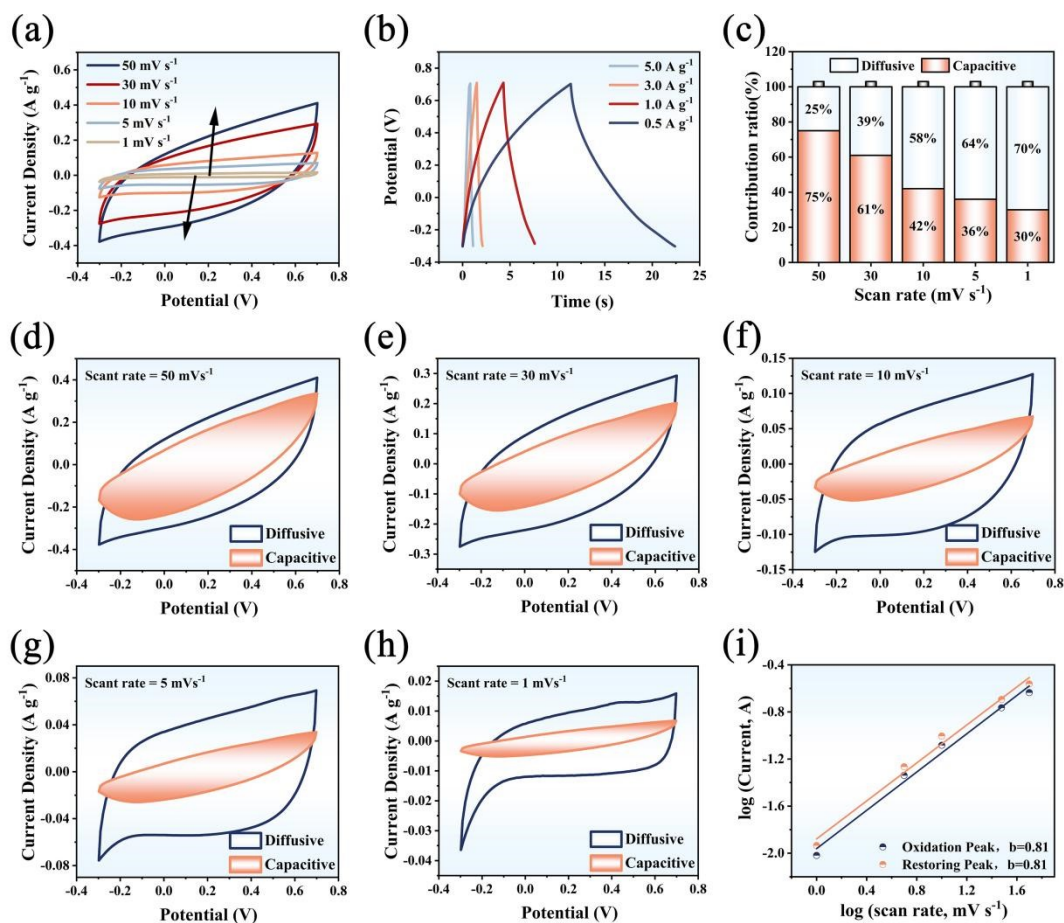 (a)
50 mV s⁻¹
30 mV s⁻¹
10 mV s⁻¹
5 mV s⁻¹
1 mV s⁻¹
Current Density (A g⁻¹)
0.6
0.4
0.2
0.0
-0.2
-0.4
-0.4 -0.2 0.0 0.2 0.4 0.6 0.8
Potential (V)
(b)
5.0 A g⁻¹
3.0 A g⁻¹
1.0 A g⁻¹
0.5 A g⁻¹
Potential (V)
0.8
0.4
0.0
-0.4
-5 0 5 10 15 20 25
Time (s)
(c)
Diffusive Capacitive
Contribution ratio(%)
120
100
80
60
40
20
0
25% 39% 58% 64% 70%
75% 61% 42% 36% 30%
50 30 10 5 1
Scan rate (mV s⁻¹)
(d)
Scant rate = 50 mVs⁻¹
Current Density (A g⁻¹)
0.4
0.0
-0.4
Diffusive
Capacitive
-0.4 -0.2 0.0 0.2 0.4 0.6 0.8
Potential (V)
(e)
Scant rate = 30 mVs⁻¹
Current Density (A g⁻¹)
0.3
0.2
0.0
-0.1
-0.3
Diffusive
Capacitive
-0.4 -0.2 0.0 0.2 0.4 0.6 0.8
Potential (V)
(f)
Scant rate = 10 mVs⁻¹
Current Density (A g⁻¹)
0.15
0.10
0.05
0.00
-0.05
-0.10
-0.15
Diffusive
Capacitive
-0.4 -0.2 0.0 0.2 0.4 0.6 0.8
Potential (V)
(g)
Scant rate = 5 mVs⁻¹
Current Density (A g⁻¹)
0.08
0.04
0.00
-0.04
-0.08
Diffusive
Capacitive
-0.4 -0.2 0.0 0.2 0.4 0.6 0.8
Potential (V)
(h)
Scant rate = 1 mVs⁻¹
Current Density (A g⁻¹)
0.02
0.01
0.00
-0.01
-0.03
-0.04
Diffusive
Capacitive
-0.4 -0.2 0.0 0.2 0.4 0.6 0.8
Potential (V)
(i)
log (Current, A)
-0.4
-0.8
-1.2
-1.6
-2.0
Oxidation Peak，b=0.81
Restoring Peak，b=0.81
0.0 0.4 0.8 1.2 1.6
log (scan rate, mV s⁻¹)